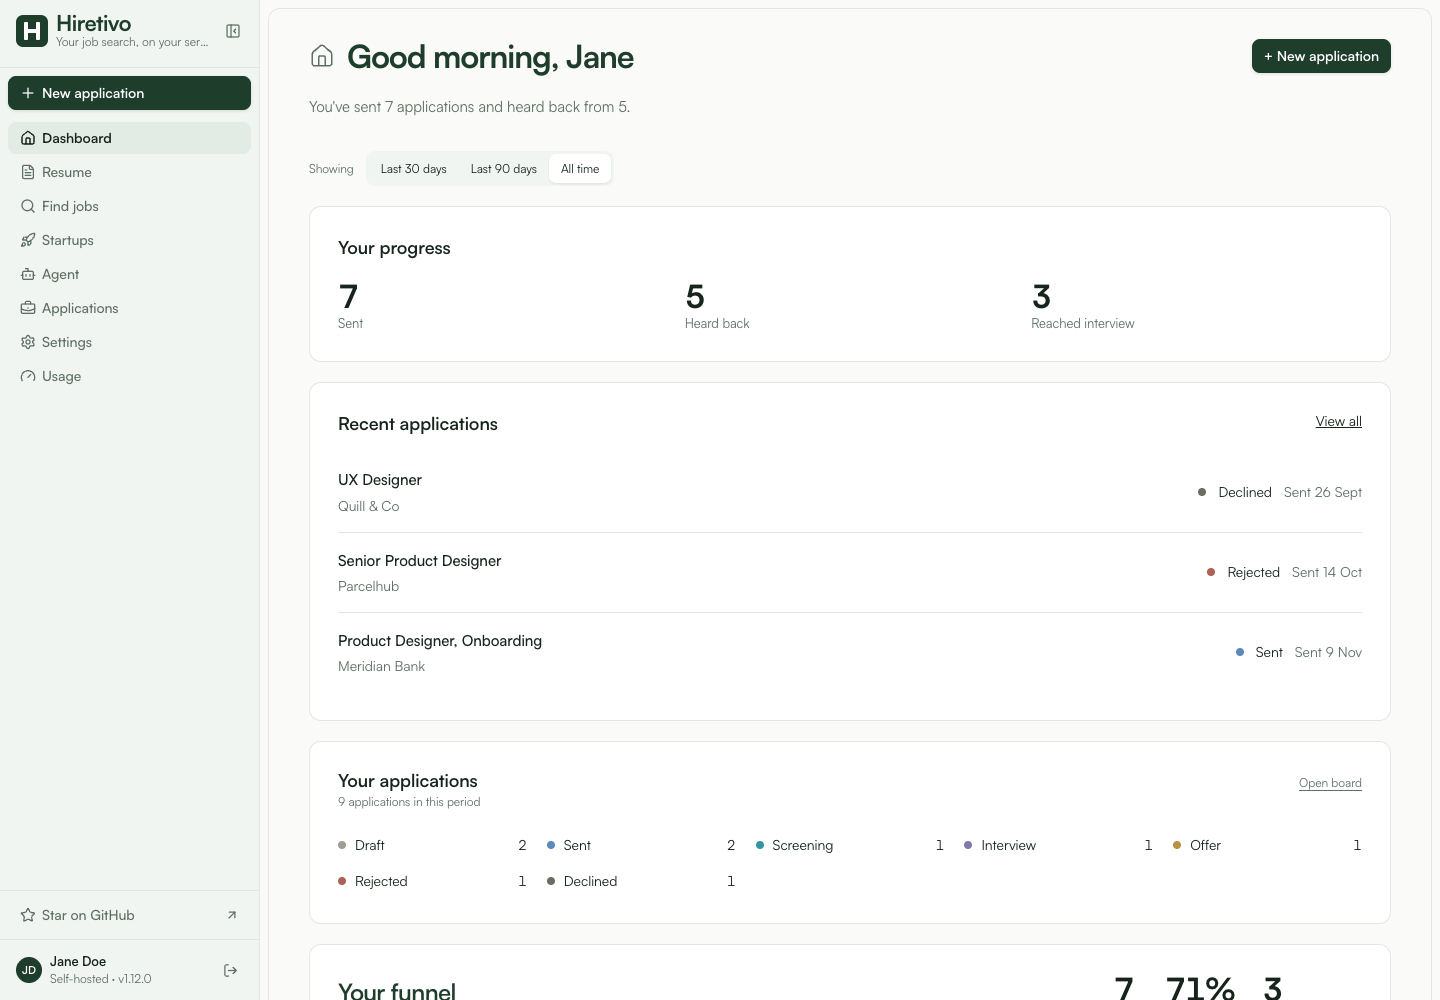 H Hiretivo
Your job search, on your ser...
New application
Dashboard
Resume
Find jobs
Startups
Agent
Applications
Settings
Usage
Star on GitHub
JD Jane Doe
Self-hosted • v1.12.0
Good morning, Jane
+ New application
You've sent 7 applications and heard back from 5.
Showing Last 30 days Last 90 days All time
Your progress
7 5 3
Sent Heard back Reached interview
Recent applications View all
UX Designer
Quill & Co
Declined Sent 26 Sept
Senior Product Designer
Parcelhub
Rejected Sent 14 Oct
Product Designer, Onboarding
Meridian Bank
Sent Sent 9 Nov
Your applications
9 applications in this period
Open board
Draft 2 Sent 2 Screening 1 Interview 1 Offer 1
Rejected 1 Declined 1
Your funnel 7 71% 3